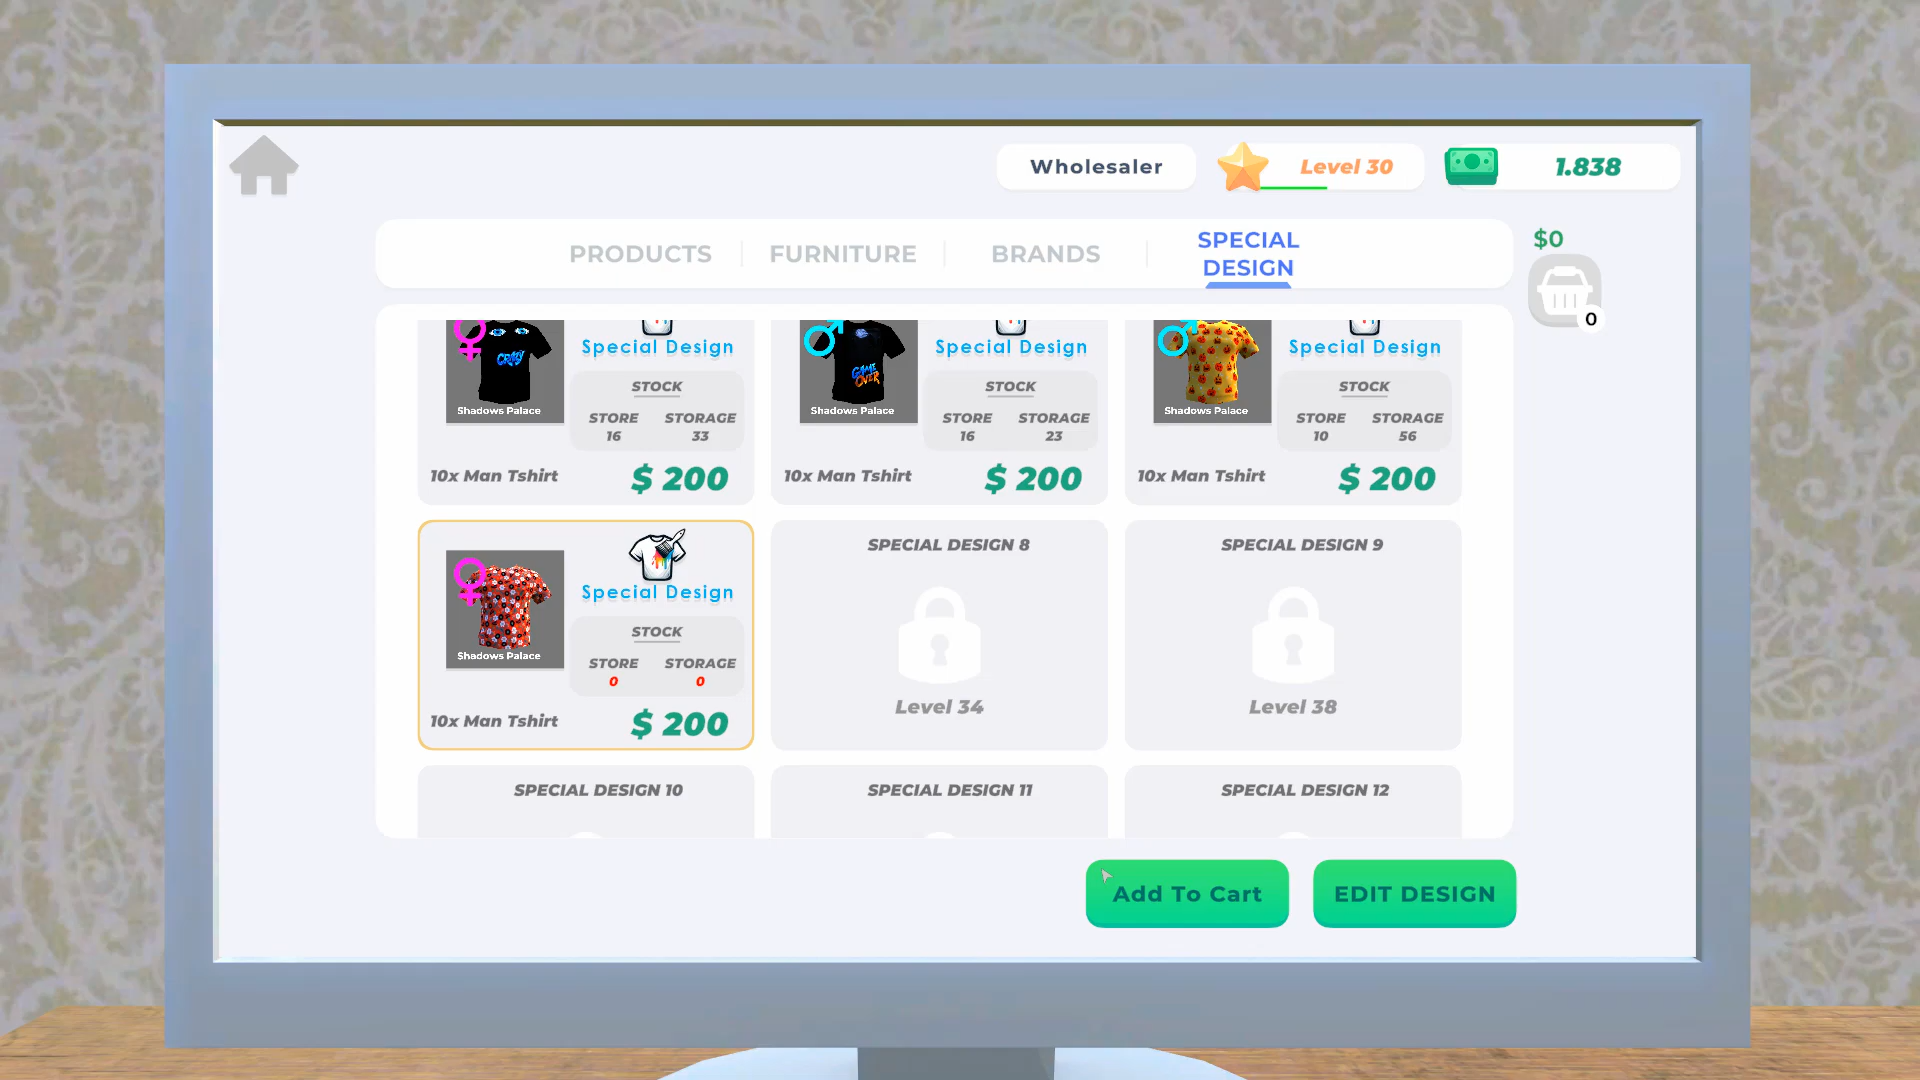 Wholesaler
Level 30
1.838
PRODUCTS
FURNITURE
BRANDS
SPECIAL
DESIGN
$0
0
CRAZY
Shadows Palace
Special Design
STOCK
STORE STORAGE
16 33
10x Man Tshirt
$ 200
GAME
OVER
Shadows Palace
Special Design
STOCK
STORE STORAGE
16 23
10x Man Tshirt
$ 200
Shadows Palace
Special Design
STOCK
STORE STORAGE
10 56
10x Man Tshirt
$ 200
Shadows Palace
Special Design
STOCK
STORE STORAGE
0 0
10x Man Tshirt
$ 200
SPECIAL DESIGN 8
Level 34
SPECIAL DESIGN 9
Level 38
SPECIAL DESIGN 10
SPECIAL DESIGN 11
SPECIAL DESIGN 12
Add To Cart
EDIT DESIGN